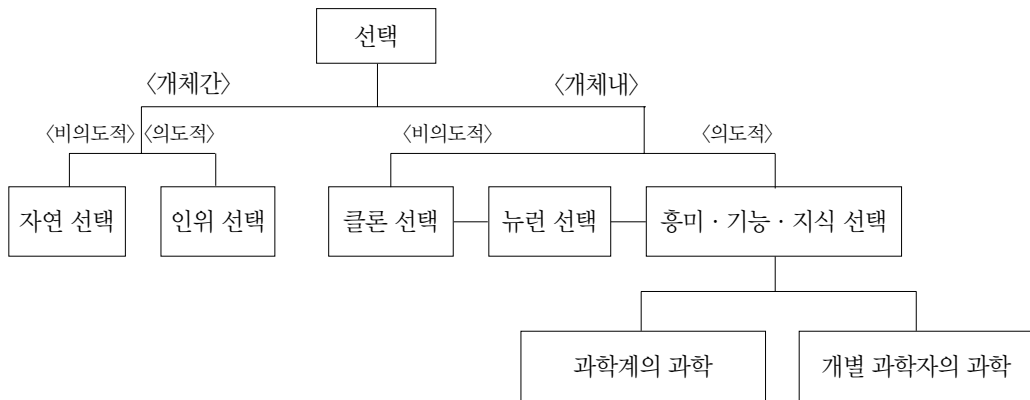 선택
〈개체간〉 〈개체내〉
〈비의도적〉 〈의도적〉 〈비의도적〉 〈의도적〉
자연 선택 인위 선택 클론 선택 뉴런 선택 흥미 · 기능 · 지식 선택
과학계의 과학 개별 과학자의 과학